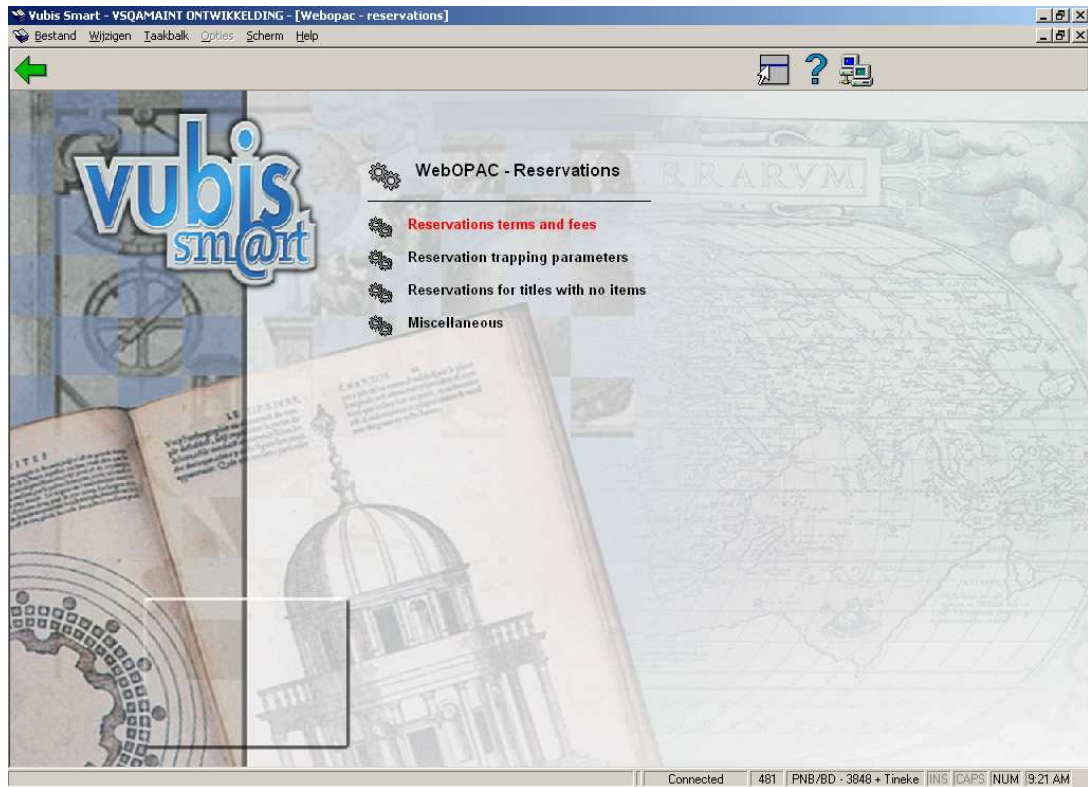 Vubis Smart - VSQAMAINT ONTWIKKELDING - [Webopac - reservations]
Bestand Wijzigen Taakbalk Opties Scherm Help
vubis
sm@rt
WebOPAC - Reservations
Reservations terms and fees
Reservation trapping parameters
Reservations for titles with no items
Miscellaneous
Connected 481 PNB/BD - 3848 + Tineke INS CAPS NUM 9:21 AM